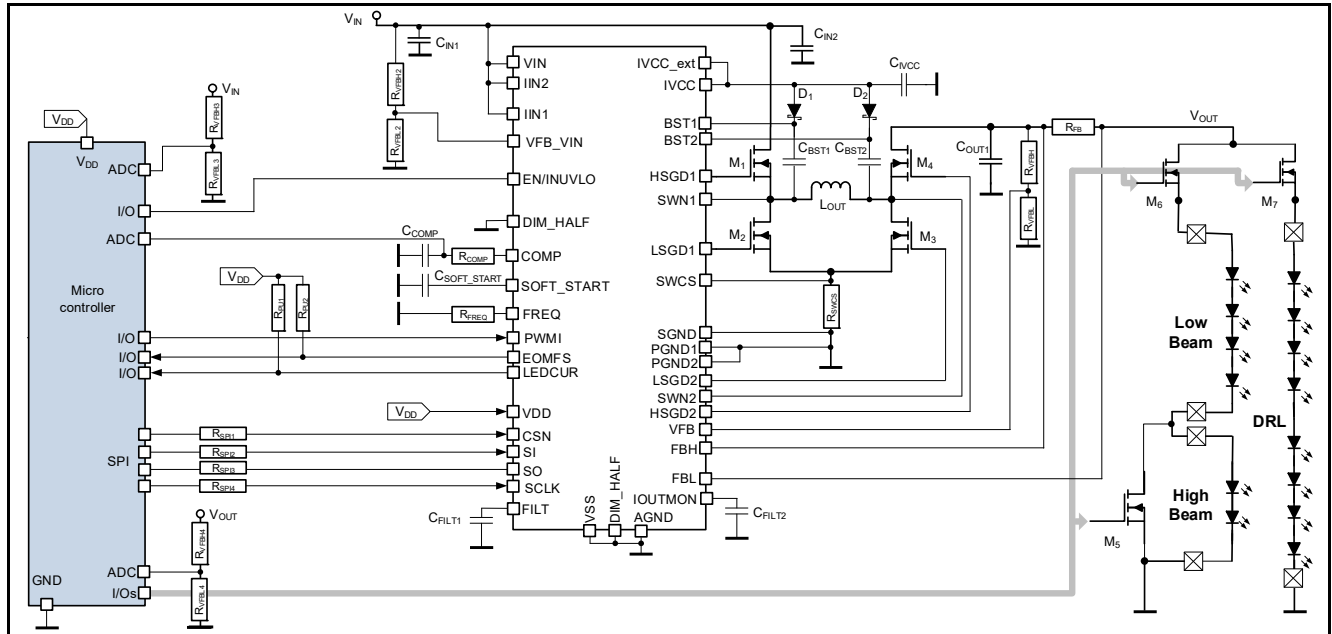 VIN
CIN1
CIN2
RVFBH2
RVFBL2
VIN
RVFBH3
RVFBL3
VDD
VDD
ADC
I/O
ADC
Micro
controller
I/O
I/O
I/O
SPI
ADC
I/Os
GND
VIN
IIN2
IIN1
VFB_VIN
EN/INUVLO
DIM_HALF
COMP
SOFT_START
FREQ
PWMI
EOMFS
LEDCUR
VDD
CSN
SI
SO
SCLK
FILT
CCOMP
RCOMP
CSOFT_START
RFREQ
VDD
RPU1
RPU2
VDD
RSPI1
RSPI2
RSPI3
RSPI4
CFILT1
VOUT
RVFBH4
RVFBL4
VSS
DIM_HALF
AGND
IVCC_ext
IVCC
BST1
BST2
HSGD1
SWN1
LSGD1
SWCS
SGND
PGND1
PGND2
LSGD2
SWN2
HSGD2
VFB
FBH
FBL
IOUTMON
CFILT2
CIVCC
D1
D2
CBST1
CBST2
M1
M4
LOUT
M2
M3
RSWCS
COUT1
RVFBH
RVFBL
RFB
VOUT
M6
M7
Low
Beam
DRL
High
Beam
M5